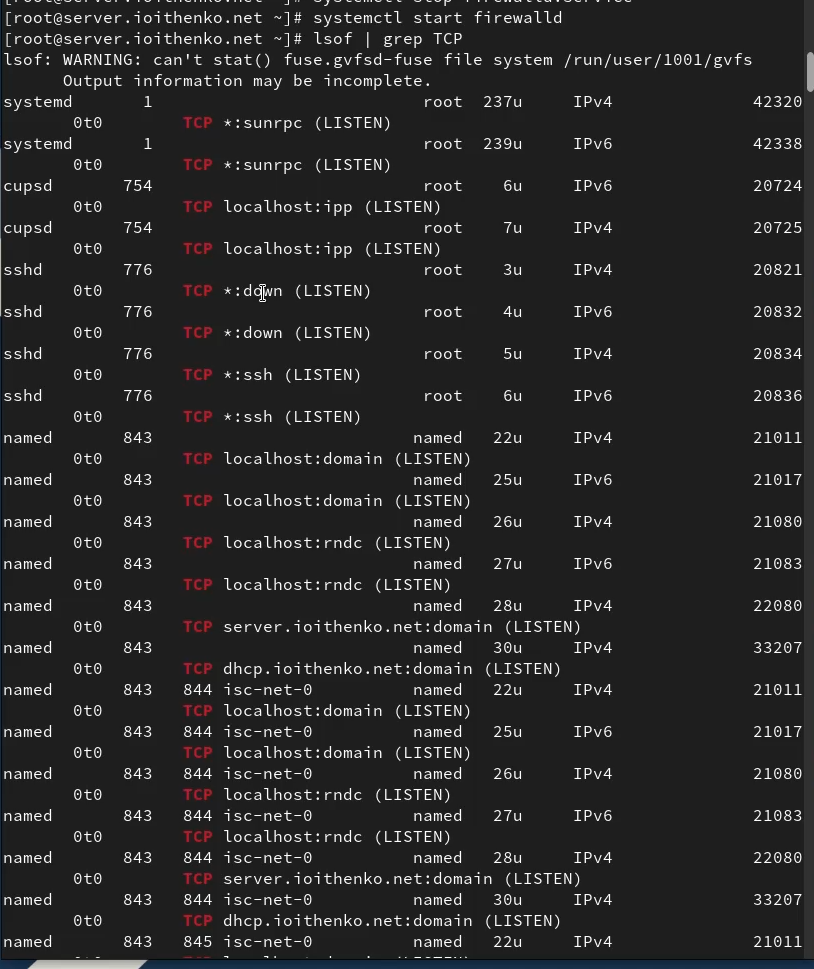 [root@server.ioithenko.net ~]# systemctl stop firewalld.service
[root@server.ioithenko.net ~]# systemctl start firewalld
[root@server.ioithenko.net ~]# lsof | grep TCP
lsof: WARNING: can't stat() fuse.gvfsd-fuse file system /run/user/1001/gvfs
      Output information may be incomplete.
systemd 1 root 237u IPv4 42320
0t0 TCP *:sunrpc (LISTEN)
systemd 1 root 239u IPv6 42338
0t0 TCP *:sunrpc (LISTEN)
cupsd 754 root 6u IPv6 20724
0t0 TCP localhost:ipp (LISTEN)
cupsd 754 root 7u IPv4 20725
0t0 TCP localhost:ipp (LISTEN)
sshd 776 root 3u IPv4 20821
0t0 TCP *:down (LISTEN)
sshd 776 root 4u IPv6 20832
0t0 TCP *:down (LISTEN)
sshd 776 root 5u IPv4 20834
0t0 TCP *:ssh (LISTEN)
sshd 776 root 6u IPv6 20836
0t0 TCP *:ssh (LISTEN)
named 843 named 22u IPv4 21011
0t0 TCP localhost:domain (LISTEN)
named 843 named 25u IPv6 21017
0t0 TCP localhost:domain (LISTEN)
named 843 named 26u IPv4 21080
0t0 TCP localhost:rndc (LISTEN)
named 843 named 27u IPv6 21083
0t0 TCP localhost:rndc (LISTEN)
named 843 named 28u IPv4 22080
0t0 TCP server.ioithenko.net:domain (LISTEN)
named 843 named 30u IPv4 33207
0t0 TCP dhcp.ioithenko.net:domain (LISTEN)
named 843 844 isc-net-0 named 22u IPv4 21011
0t0 TCP localhost:domain (LISTEN)
named 843 844 isc-net-0 named 25u IPv6 21017
0t0 TCP localhost:domain (LISTEN)
named 843 844 isc-net-0 named 26u IPv4 21080
0t0 TCP localhost:rndc (LISTEN)
named 843 844 isc-net-0 named 27u IPv6 21083
0t0 TCP localhost:rndc (LISTEN)
named 843 844 isc-net-0 named 28u IPv4 22080
0t0 TCP server.ioithenko.net:domain (LISTEN)
named 843 844 isc-net-0 named 30u IPv4 33207
0t0 TCP dhcp.ioithenko.net:domain (LISTEN)
named 843 845 isc-net-0 named 22u IPv4 21011